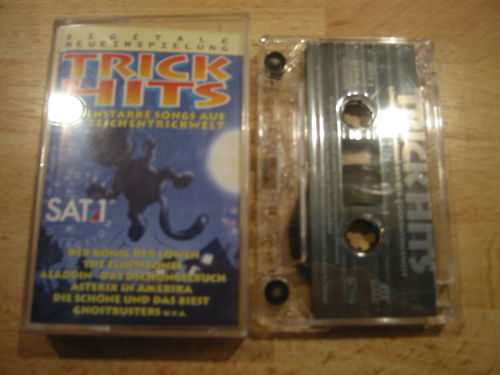 DIGITALE
NEUEINSPIELUNG
TRICK
HITS
ENSTARKE SONGS AUS
ZEICHENTRICKWELT
SAT.1
DER KÖNIG DER LÖWEN
THE FLINTSTONES
ALADDIN · DAS DSCHUNGELBUCH
ASTERIX IN AMERIKA
DIE SCHÖNE UND DAS BIEST
GHOSTBUSTERS u.v.a.
TRICK HITS